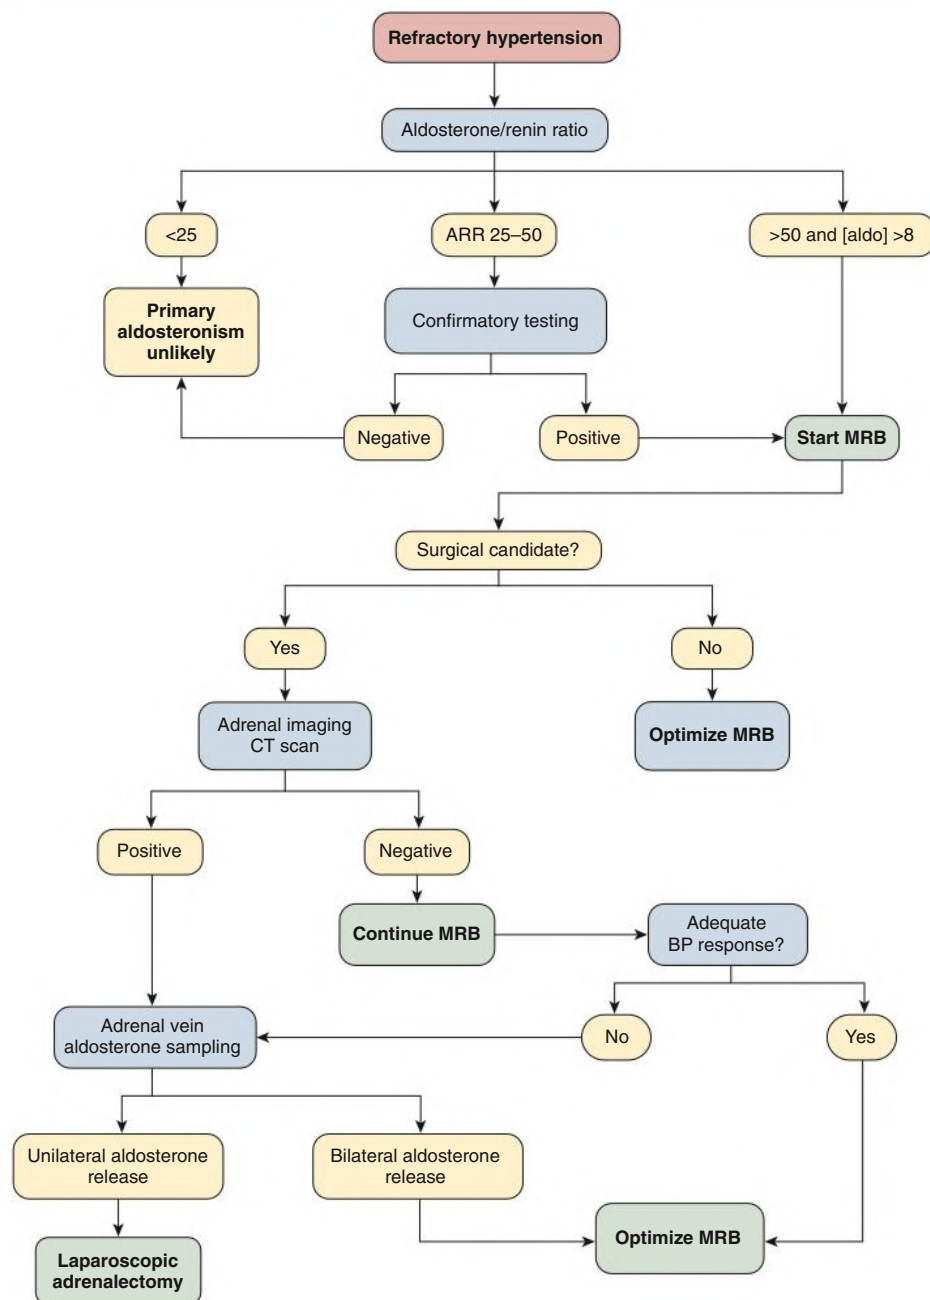 Refractory hypertension
Aldosterone/renin ratio
<25
ARR 25–50
>50 and [aldo] >8
Primary
aldosteronism
unlikely
Confirmatory testing
Negative
Positive
Start MRB
Surgical candidate?
Yes
No
Adrenal imaging
CT scan
Optimize MRB
Positive
Negative
Continue MRB
Adequate
BP response?
Adrenal vein
aldosterone sampling
No
Yes
Unilateral aldosterone
release
Bilateral aldosterone
release
Optimize MRB
Laparoscopic
adrenalectomy